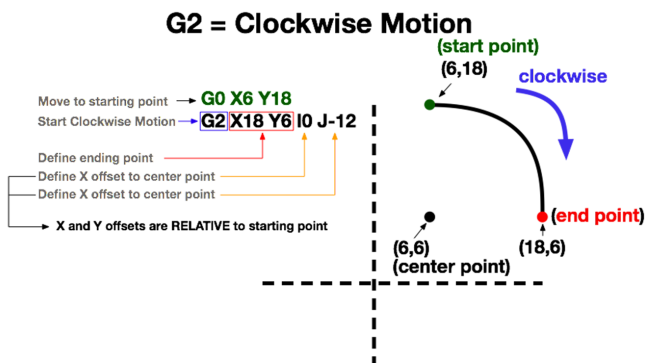 G2 = Clockwise Motion
(start point)
(6,18)
clockwise
Move to starting point
G0 X6 Y18
Start Clockwise Motion
G2 X18 Y6 I0 J-12
Define ending point
Define X offset to center point
Define X offset to center point
X and Y offsets are RELATIVE to starting point
(end point)
(6,6)
(center point)
(18,6)